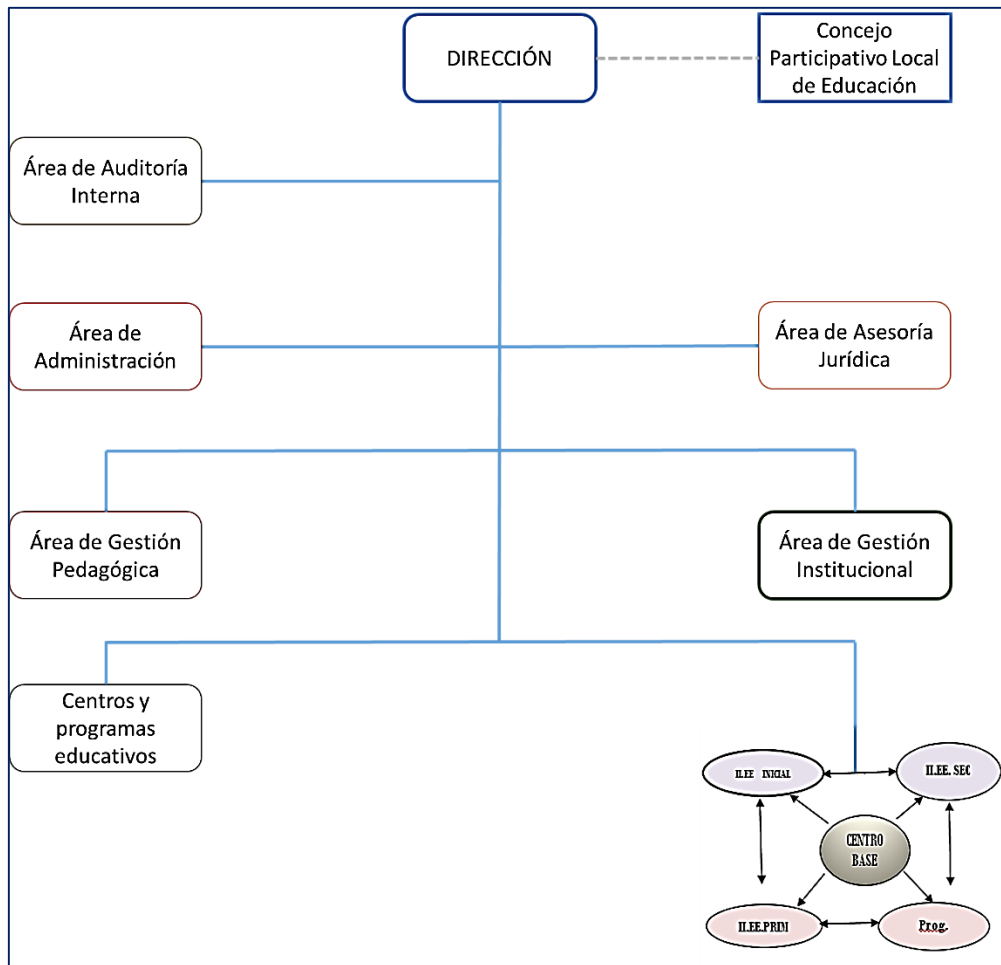 DIRECCIÓN
Concejo
Participativo Local
de Educación
Área de Auditoría
Interna
Área de
Administración
Área de Asesoría
Jurídica
Área de Gestión
Pedagógica
Área de Gestión
Institucional
Centros y
programas
educativos
II.EE INICIAL
II.EE. SEC
CENTRO
BASE
II.EE.PRIM
Prog.